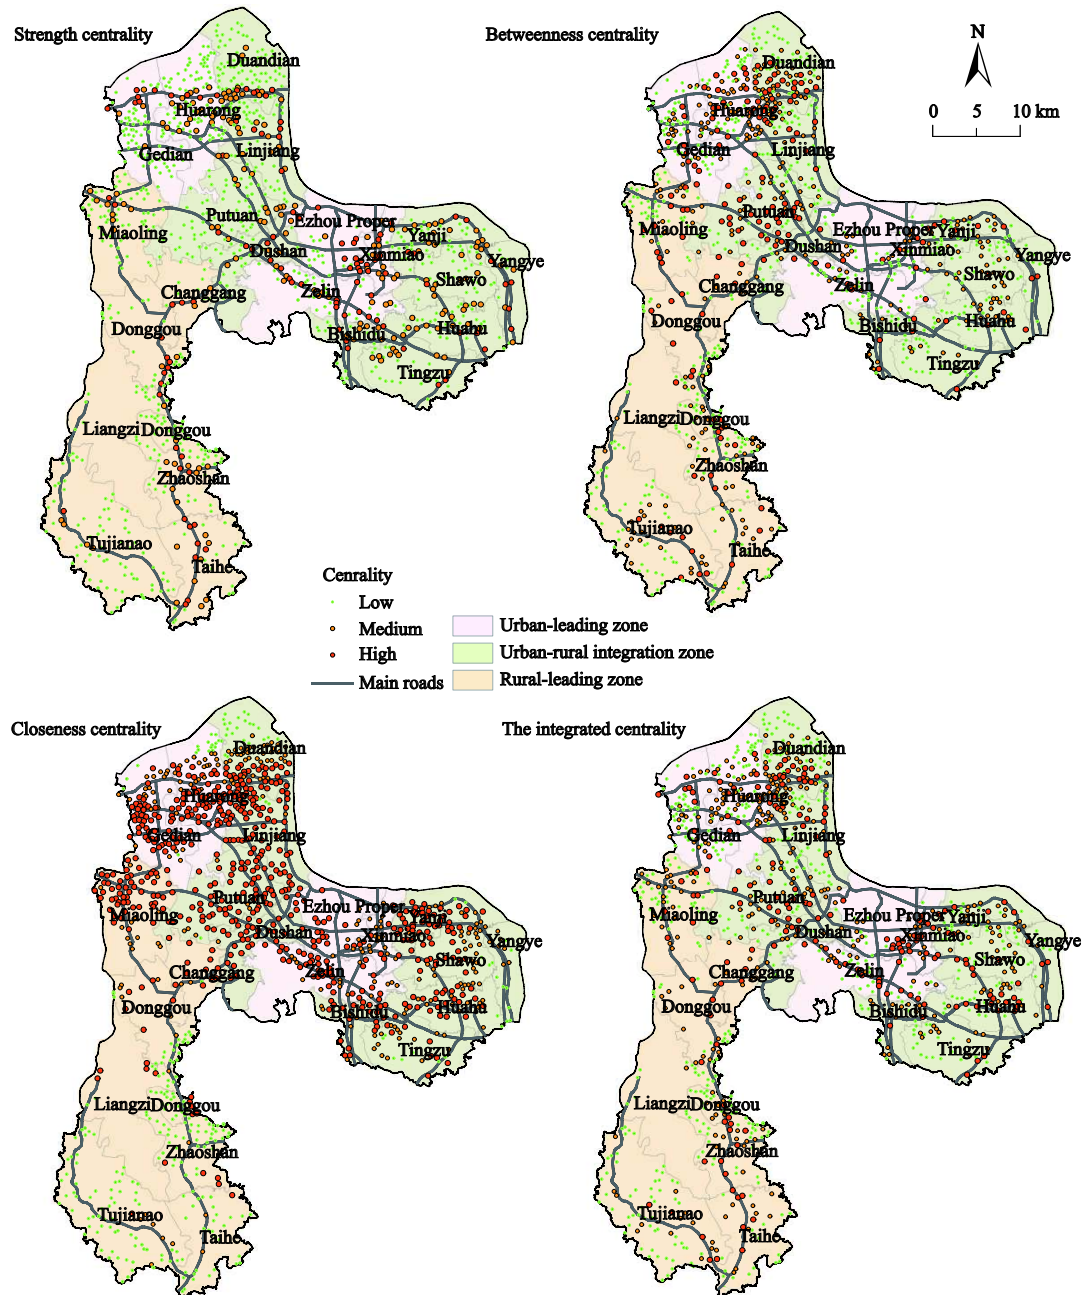 Strength centrality
Duandian
Huarong
Gedian
Linjiang
Putuan
Ezhou Proper
Miaoling
Dushan
Yanji
Xinmiao
Yangye
Changgang
Zelin
Shawo
Donggou
Bishidu
Huahu
Tingzu
Liangzi
Donggou
Zhaoshan
Tujianao
Taihe
Betweenness centrality
N
0 5 10 km
Duandian
Huarong
Gedian
Linjiang
Putuan
Miaoling
Ezhou Proper
Yanji
Dushan
Xinmiao
Yangye
Changgang
Zelin
Shawo
Donggou
Bishidu
Huahu
Tingzu
Liangzi
Donggou
Zhaoshan
Tujianao
Taihe
Cenrality
Low
Medium
High
Main roads
Urban-leading zone
Urban-rural integration zone
Rural-leading zone
Closeness centrality
Duandian
Huarong
Gedian
Linjiang
Putuan
Ezhou Proper
Miaoling
Yanji
Dushan
Xinmiao
Yangye
Changgang
Zelin
Shawo
Donggou
Bishidu
Huahu
Tingzu
Liangzi
Donggou
Zhaoshan
Tujianao
Taihe
The integrated centrality
Duandian
Huarong
Gedian
Linjiang
Putuan
Miaoling
Ezhou Proper
Yanji
Dushan
Xinmiao
Yangye
Changgang
Zelin
Shawo
Donggou
Bishidu
Huahu
Tingzu
Liangzi
Donggou
Zhaoshan
Tujianao
Taihe